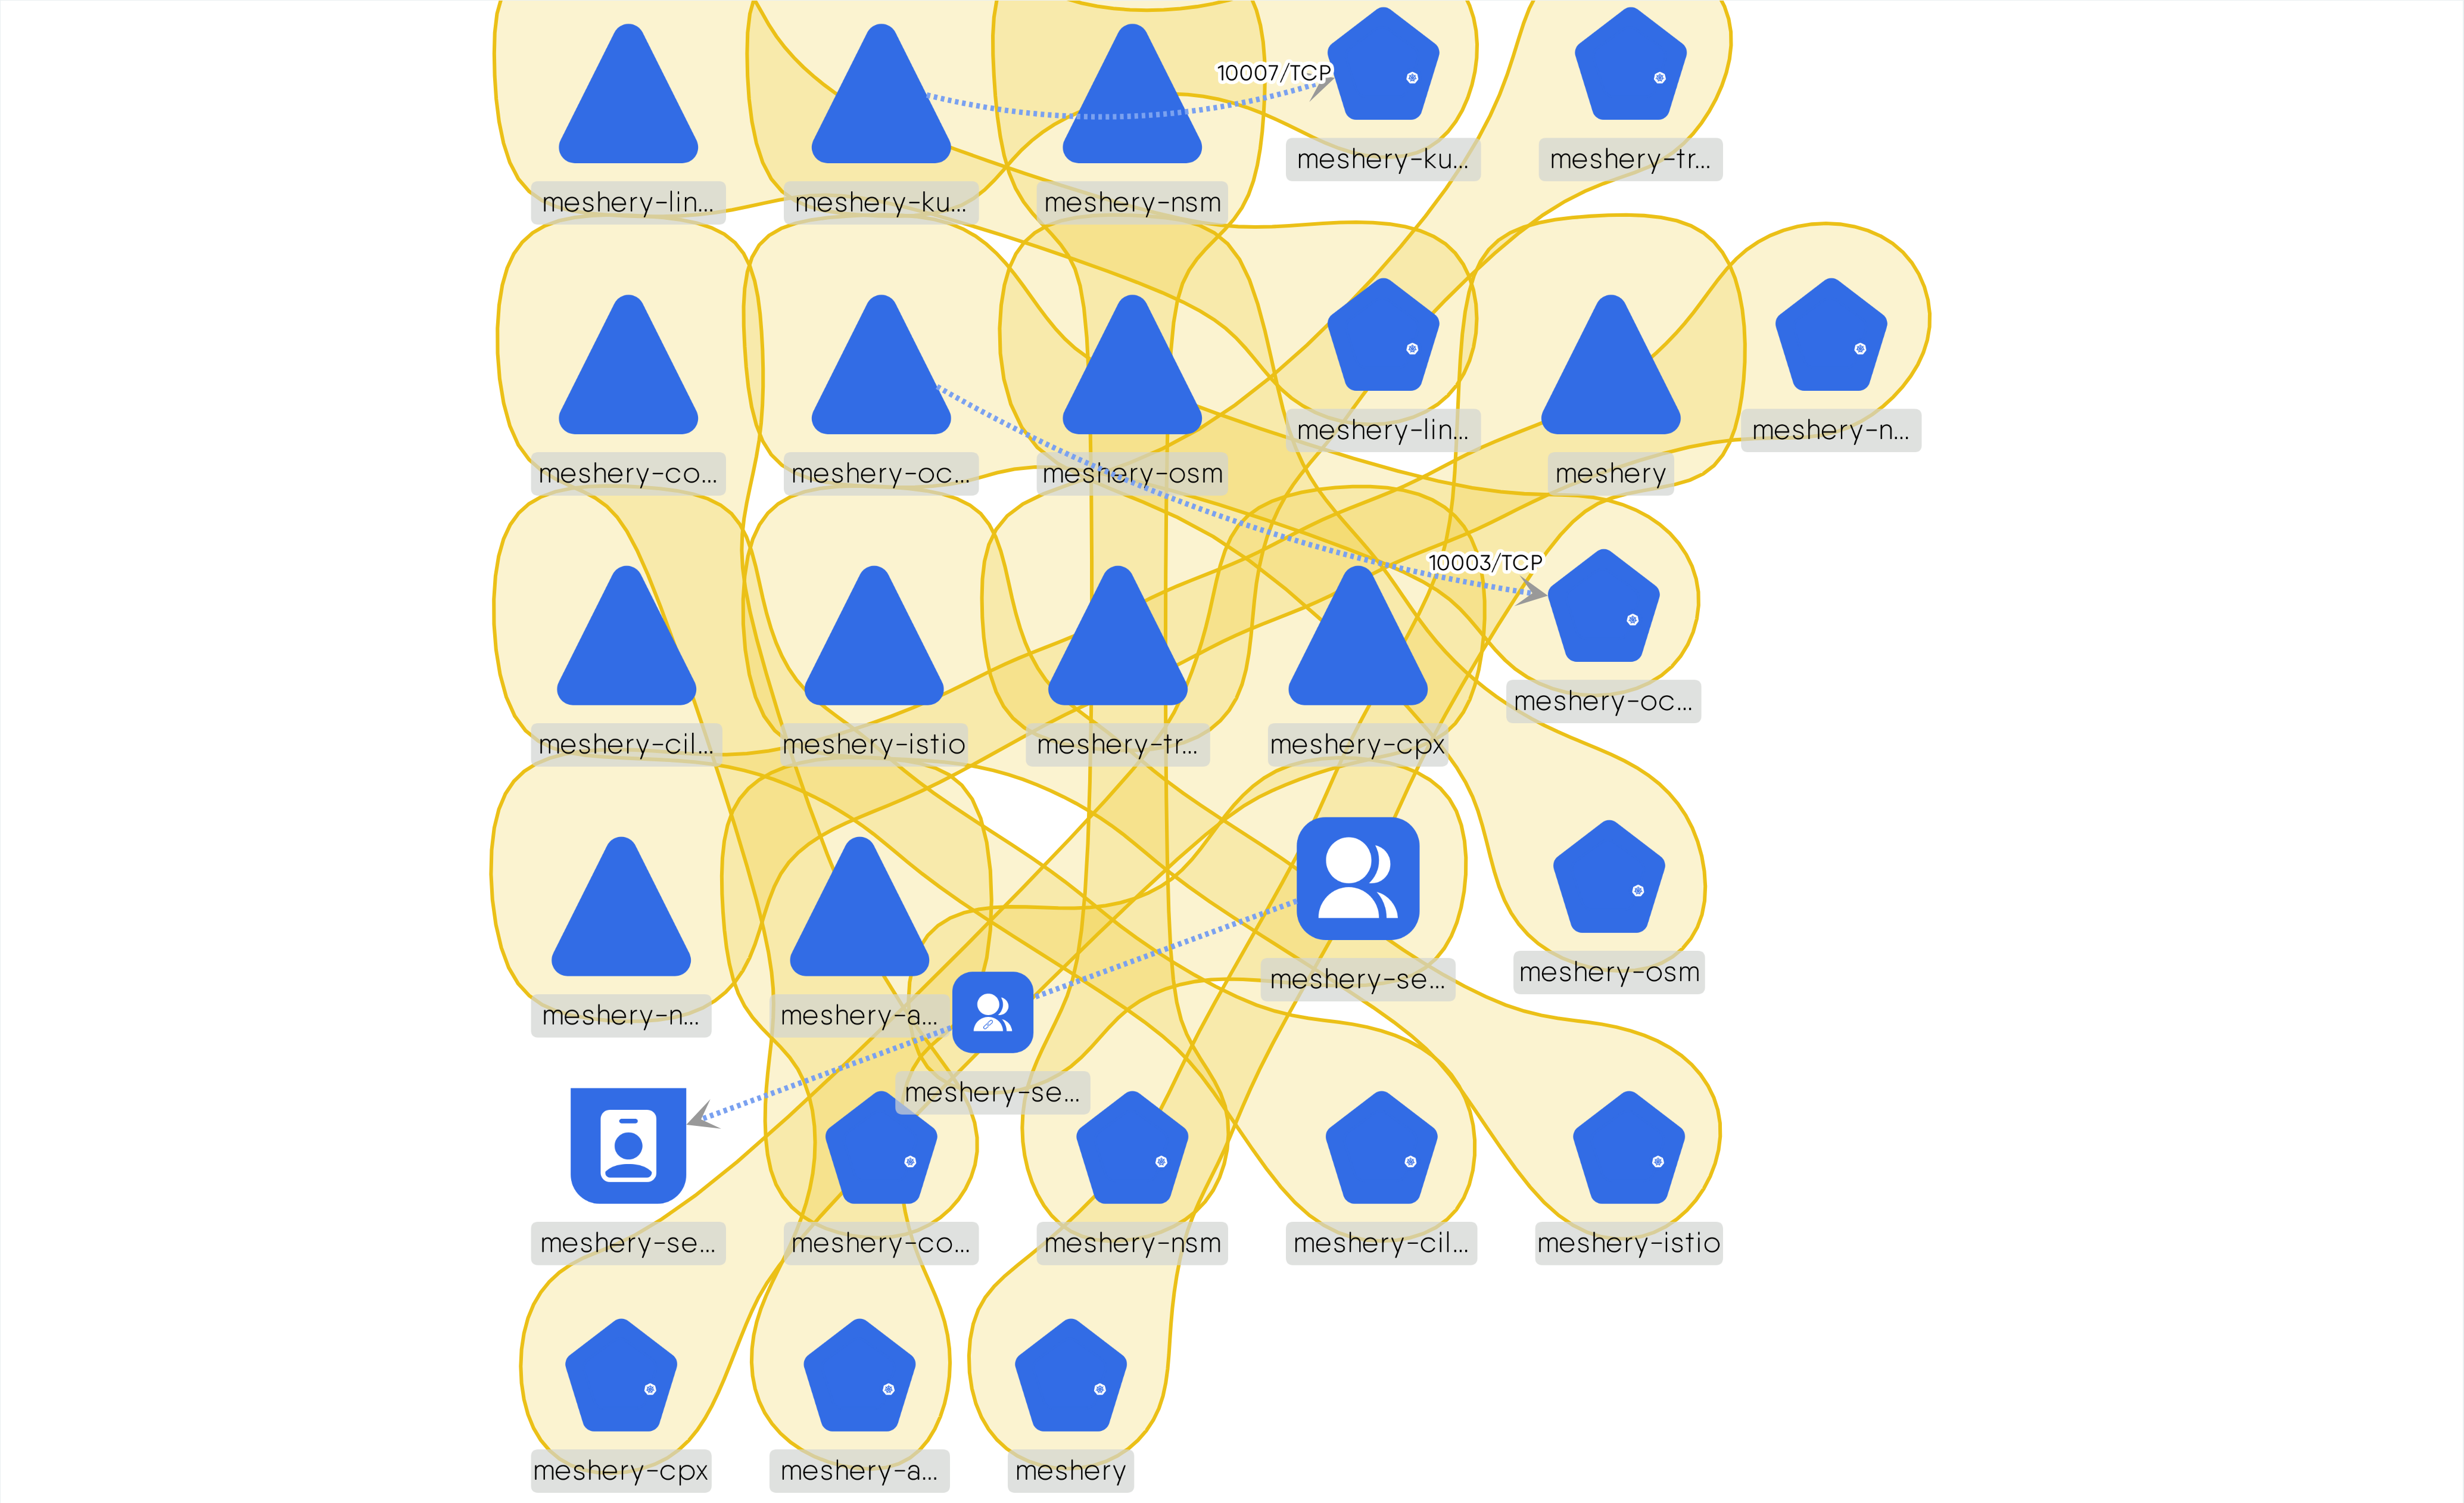 10007/TCP
meshery-ku...
meshery-tr...
meshery-lin...
meshery-ku...
meshery-nsm
meshery-lin...
meshery-n...
meshery-co...
meshery-oc...
meshery-osm
meshery
10003/TCP
meshery-oc...
meshery-cil...
meshery-istio
meshery-tr...
meshery-cpx
meshery-se...
meshery-osm
meshery-n...
meshery-a...
meshery-se...
meshery-se...
meshery-co...
meshery-nsm
meshery-cil...
meshery-istio
meshery-cpx
meshery-a...
meshery